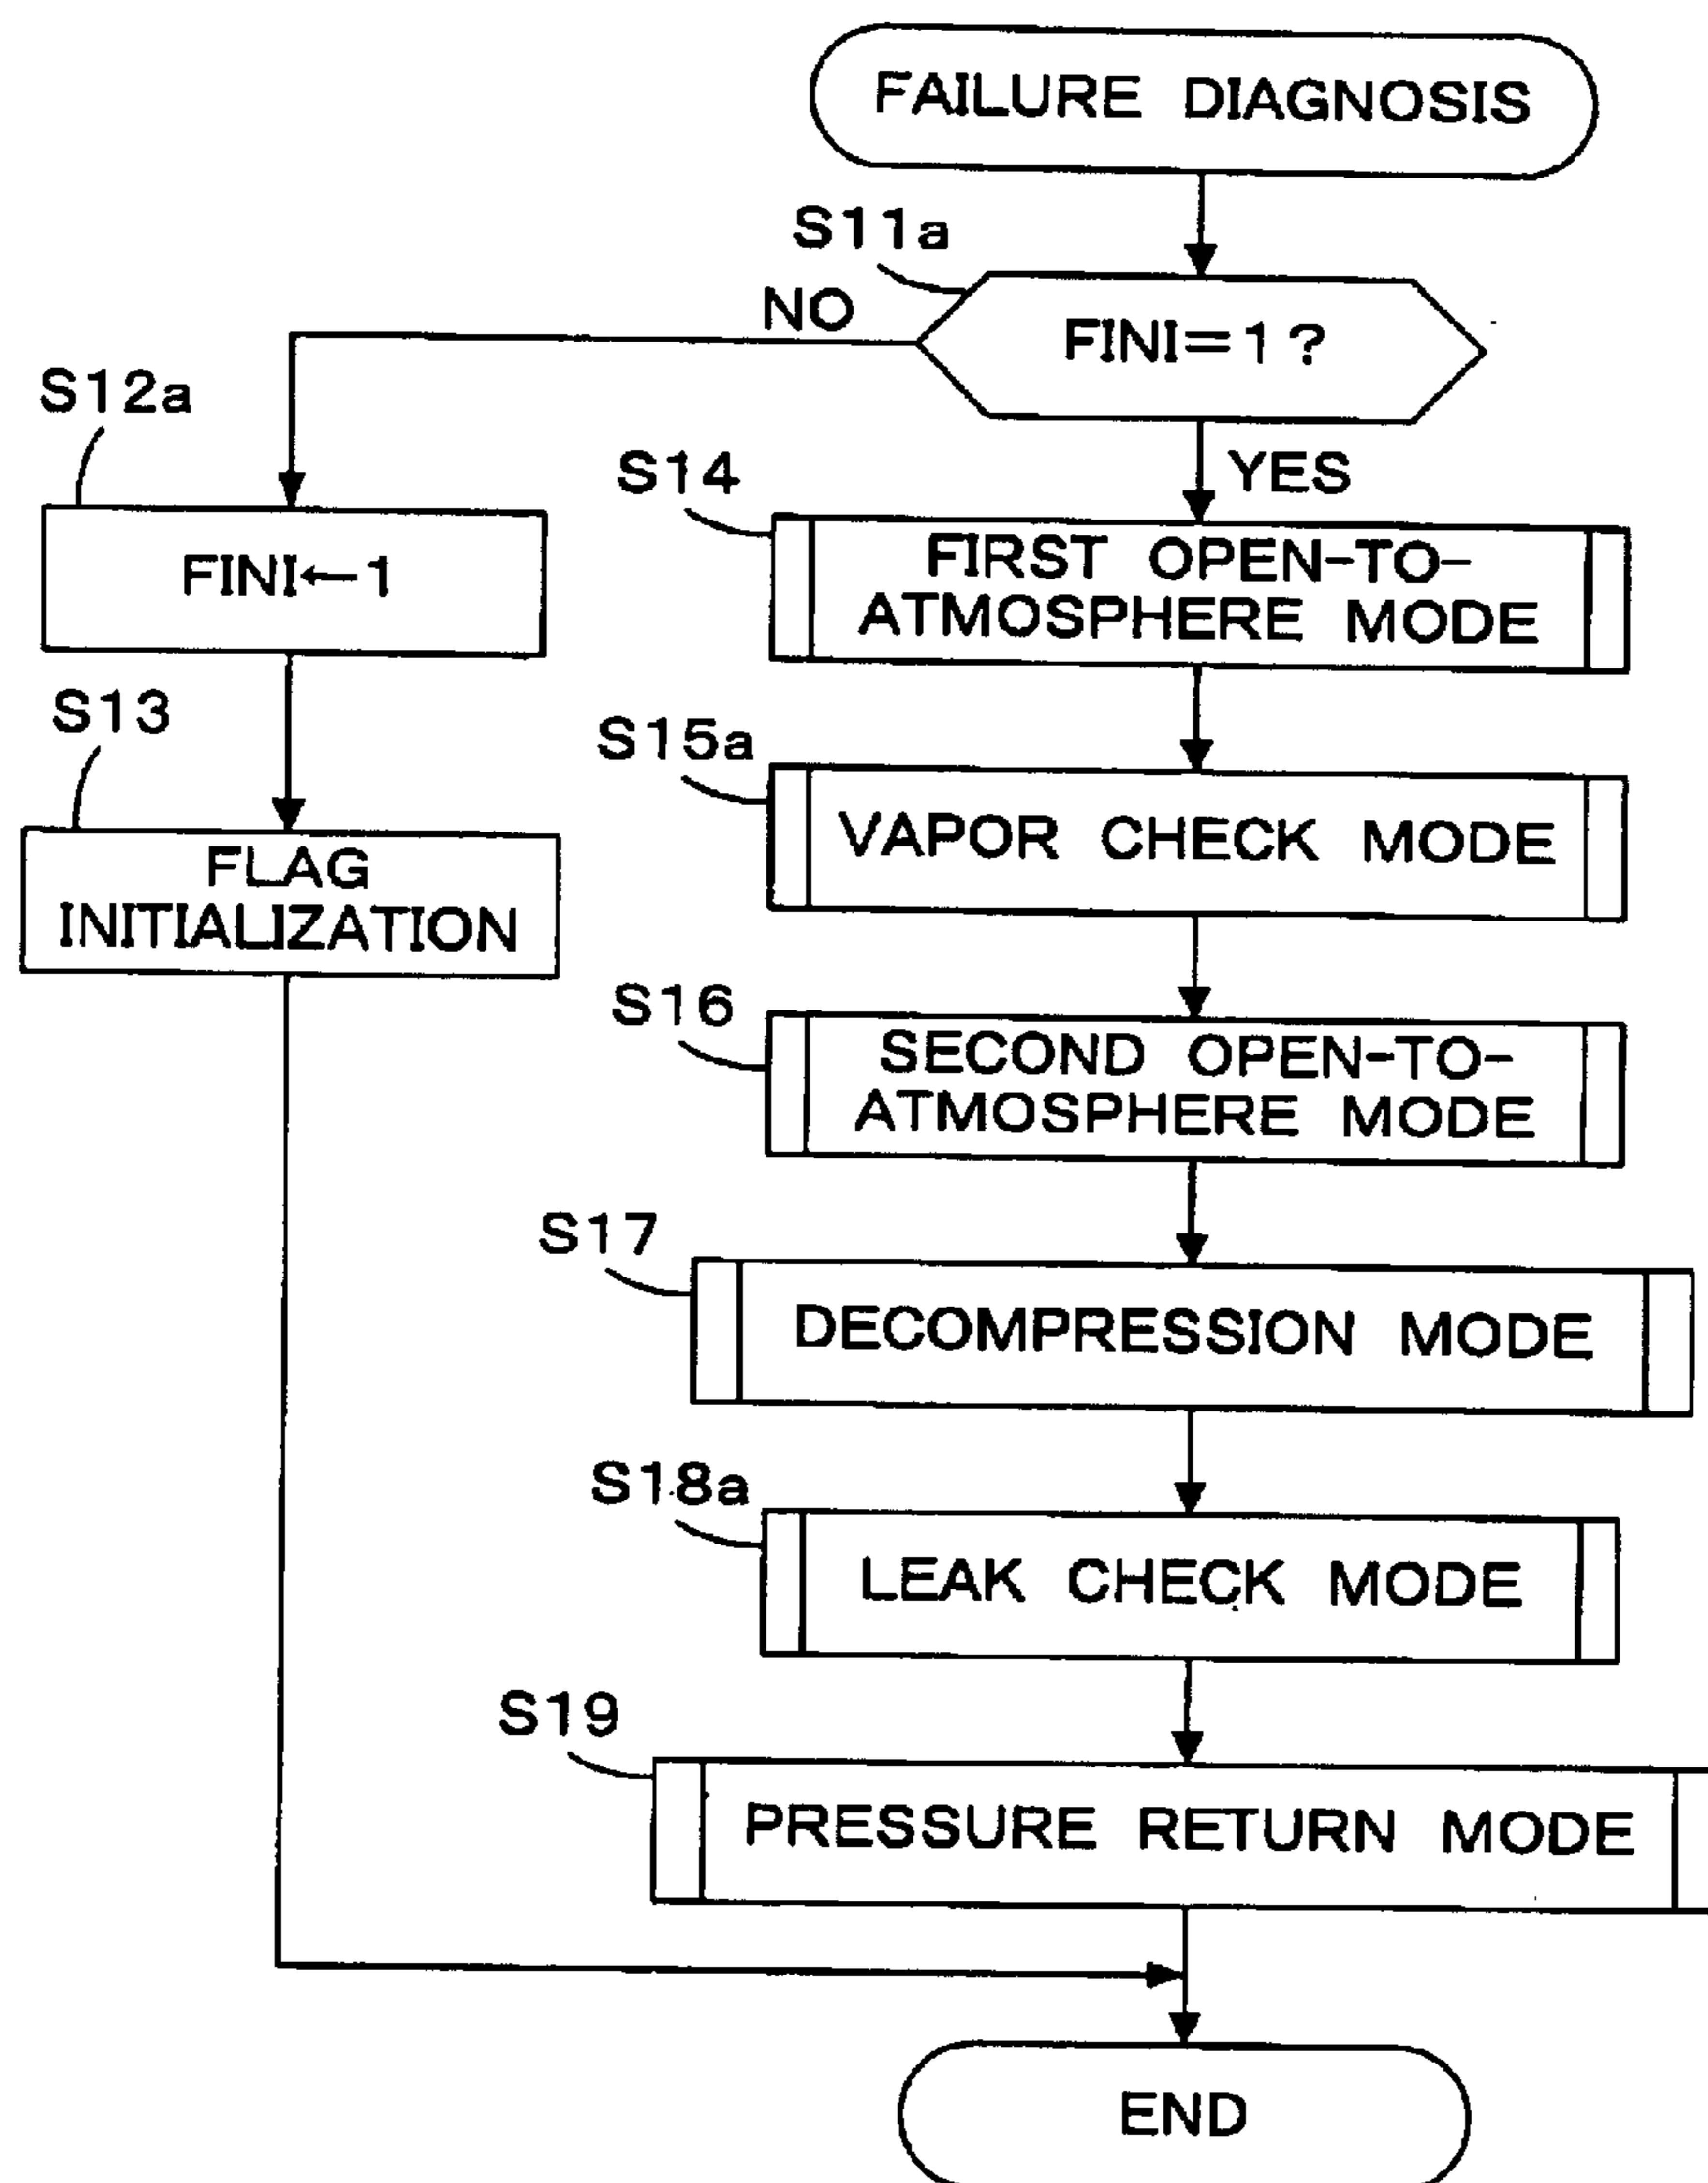 FAILURE DIAGNOSIS
S11a
NO
FINI=1?
S12a
S14
YES
FINI←1
FIRST OPEN-TO-
ATMOSPHERE MODE
S13
S15a
FLAG
INITIALIZATION
VAPOR CHECK MODE
S16
SECOND OPEN-TO-
ATMOSPHERE MODE
S17
DECOMPRESSION MODE
S18a
LEAK CHECK MODE
S19
PRESSURE RETURN MODE
END